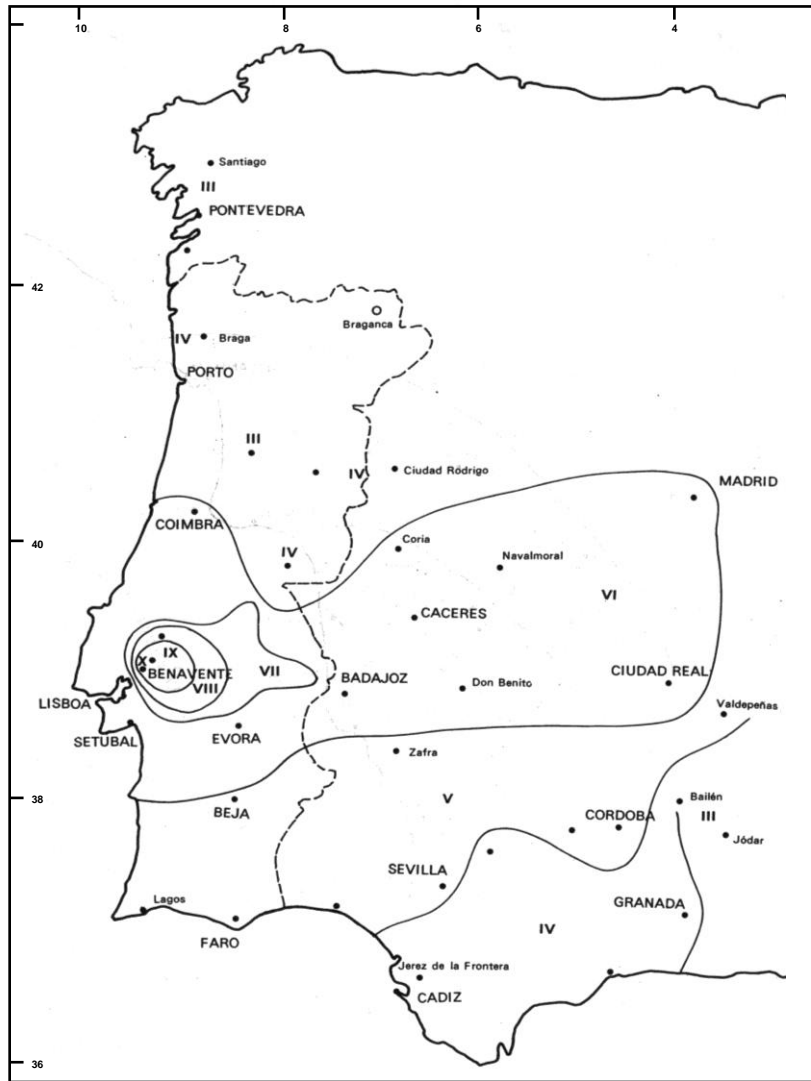 10 8 6 4
Santiago
III
PONTEVEDRA
42
Braganca
IV Braga
PORTO
III
IV Ciudad Ródrigo
MADRID
COIMBRA
40
IV
Coria
Navalmoral
CACERES
VI
IX
X
BENAVENTE
VII
VIII
BADAJOZ
Don Benito
CIUDAD REAL
LISBOA
SETUBAL
EVORA
Valdepeñas
Zafra
38
BEJA
V
CORDOBA
Bailén
III
Jódar
SEVILLA
Lagos
FARO
GRANADA
IV
Jerez de la Frontera
CADIZ
36